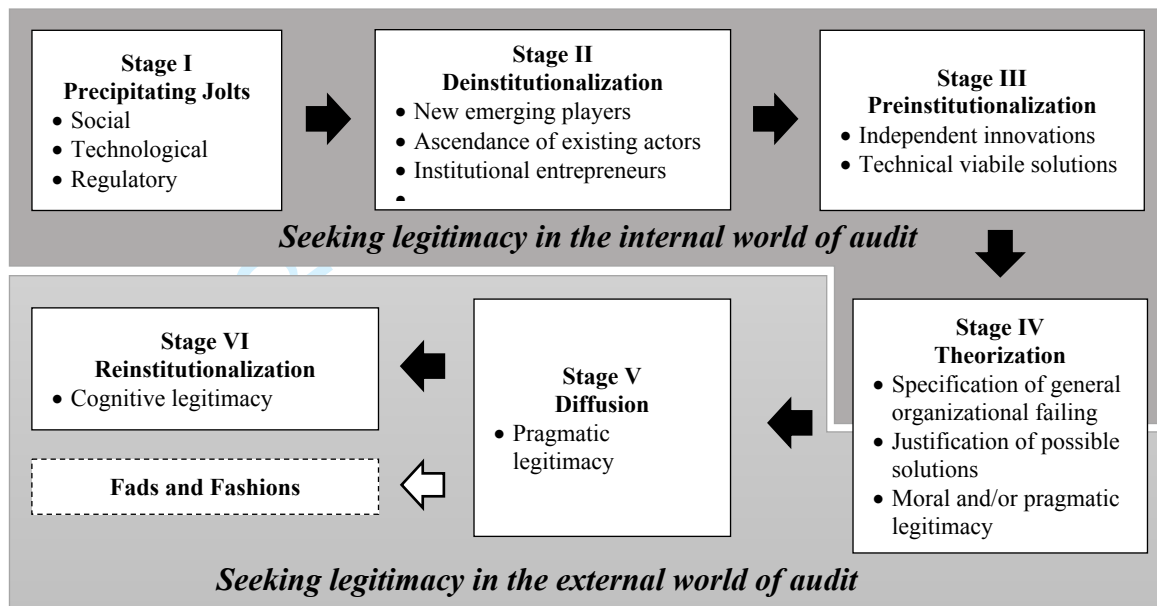 Stage I
Precipitating Jolts
• Social
• Technological
• Regulatory
Stage II
Deinstitutionalization
• New emerging players
• Ascendance of existing actors
• Institutional entrepreneurs
•
Stage III
Preinstitutionalization
• Independent innovations
• Technical viabile solutions
Seeking legitimacy in the internal world of audit
Stage IV
Theorization
• Specification of general
organizational failing
• Justification of possible
solutions
• Moral and/or pragmatic
legitimacy
Stage V
Diffusion
• Pragmatic
legitimacy
Stage VI
Reinstitutionalization
• Cognitive legitimacy
Fads and Fashions
Seeking legitimacy in the external world of audit